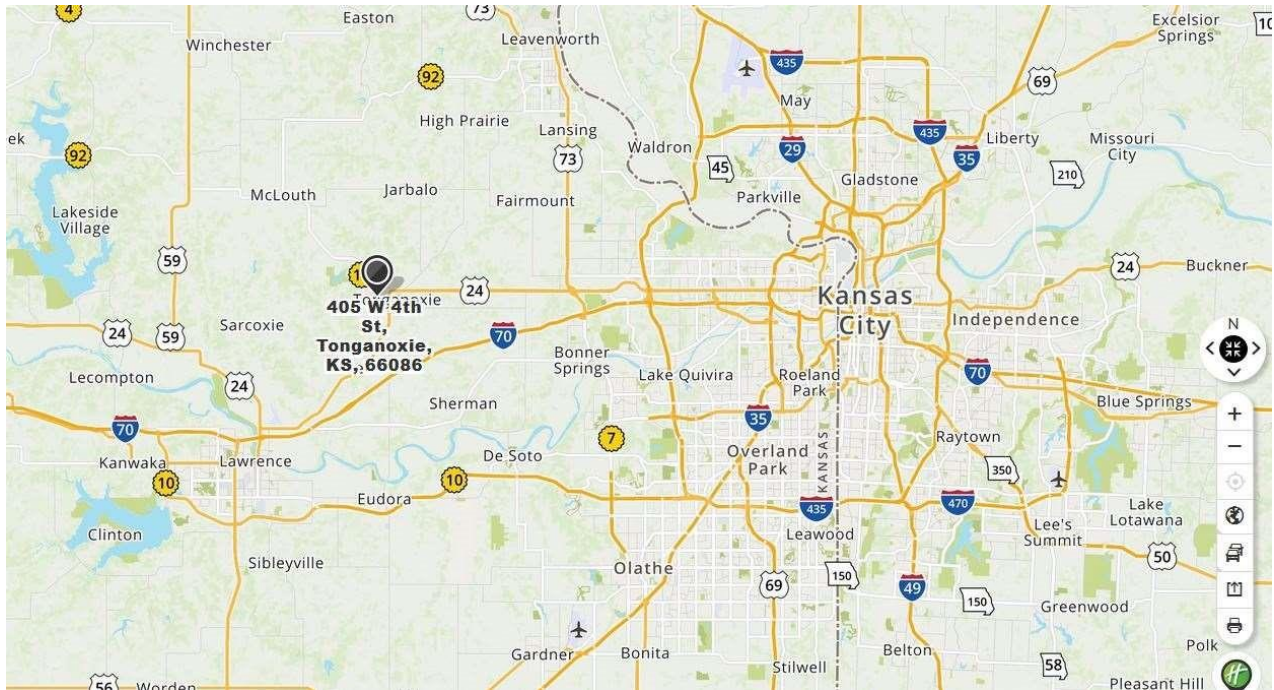 4
Easton
73
Excelsior
Springs
10
Winchester
Leavenworth
435
92
69
May
High Prairie
Lansing
435
Liberty
Missouri
City
ek
92
73
Waldron
29
35
45
210
McLouth
Jarbalo
Fairmount
Parkville
Gladstone
Lakeside
Village
59
24
Buckner
Tonganoxie
24
405 W 4th
St,
Tonganoxie,
KS, 66086
Kansas
City
Independence
N
24
59
Sarcoxie
70
Bonner
Springs
Lake Quivira
Roeland
Park
70
Lecompton
24
Sherman
Blue Springs
70
35
7
Overland
Park
KANSAS
Raytown
Kanwaka
Lawrence
De Soto
350
10
10
Eudora
435
470
Lake
Lotawana
Clinton
Leawood
Lee's
Summit
50
Sibleyville
Olathe
69
150
49
150
Greenwood
Gardner
Bonita
Belton
Polk
Stilwell
58
56
Worden
Pleasant Hill